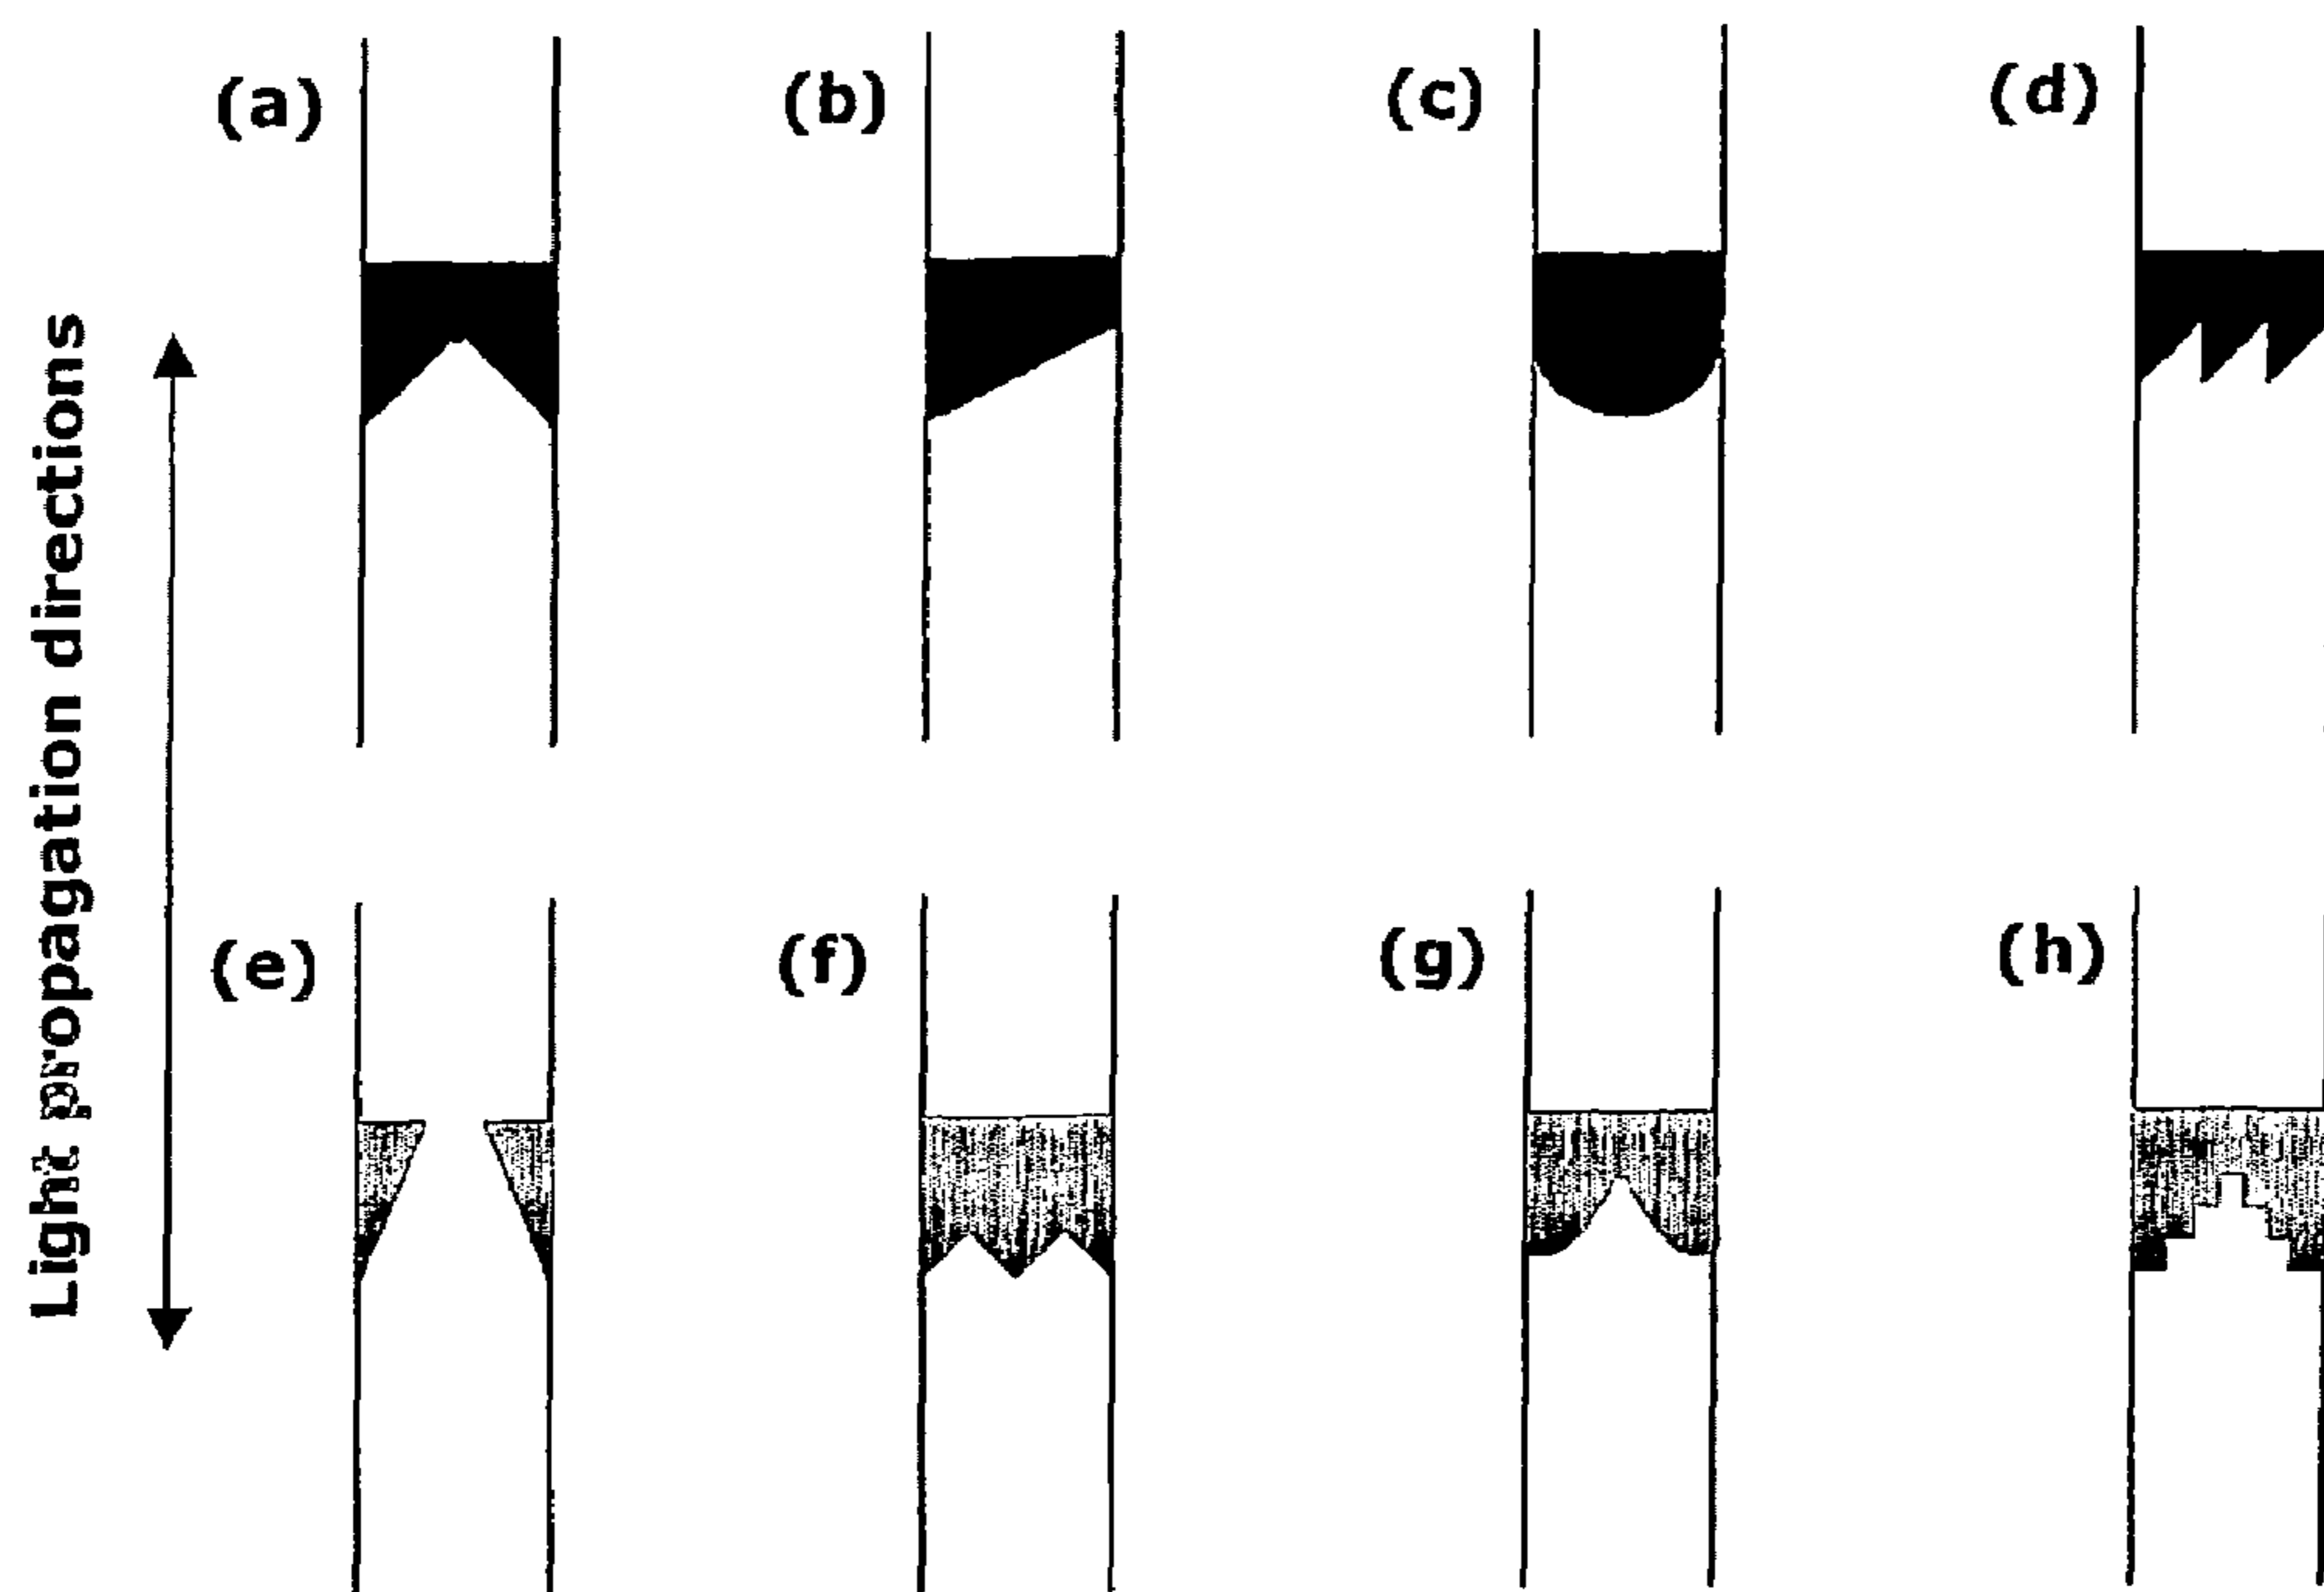 (a)
(b)
(c)
(d)
Light propagation directions
(e)
(f)
(g)
(h)